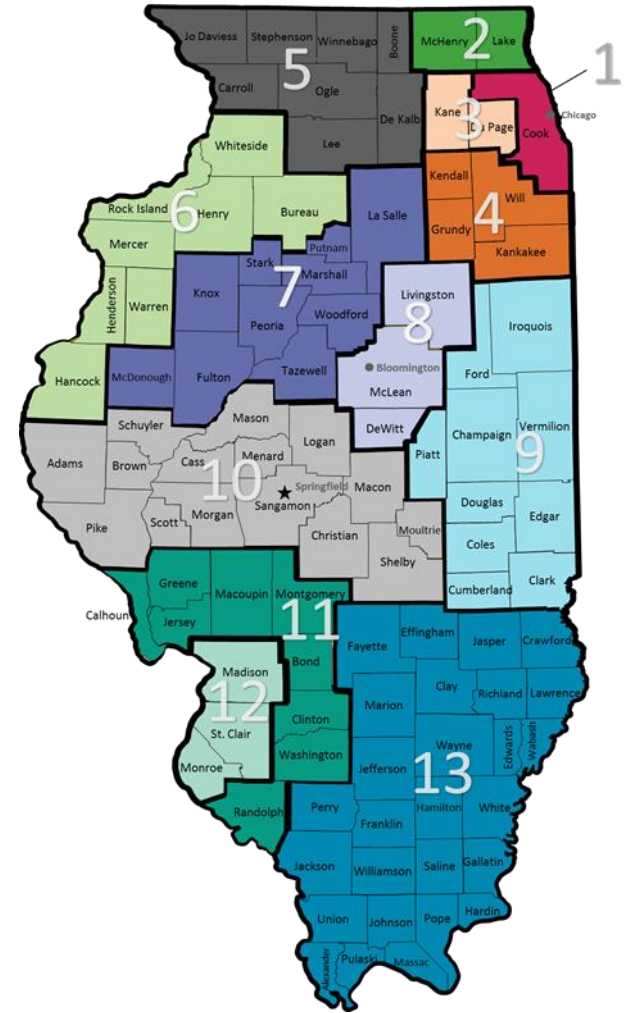 Jo Daviess
Stephenson
Winnebago
Boone
McHenry
Lake
2
1
5
Carroll
Ogle
De Kalb
Lee
Kane
3
Du Page
Cook
Chicago
Whiteside
Rock Island
6
Henry
Bureau
Mercer
Henderson
Warren
Hancock
La Salle
Kendall
Will
4
Grundy
Kankakee
Putnam
Stark
7
Marshall
Knox
Peoria
Woodford
McDonough
Fulton
Tazewell
Livingston
8
Bloomington
McLean
DeWitt
Iroquois
Ford
Champaign
Vermilion
9
Piatt
Douglas
Edgar
Coles
Clark
Cumberland
Mason
Schuyler
Logan
Adams
Brown
Cass
Menard
10
Springfield
Sangamon
Macon
Pike
Scott
Morgan
Christian
Moultrie
Shelby
Greene
Macoupin
Montgomery
Calhoun
Jersey
11
Bond
Madison
12
Clinton
St. Clair
Washington
Monroe
Randolph
Fayette
Effingham
Jasper
Crawford
Clay
Richland
Lawrence
Marion
Wayne
Edwards
Wabash
Jefferson
13
Perry
Hamilton
White
Franklin
Jackson
Williamson
Saline
Gallatin
Union
Johnson
Pope
Hardin
Alexander
Pulaski
Massac